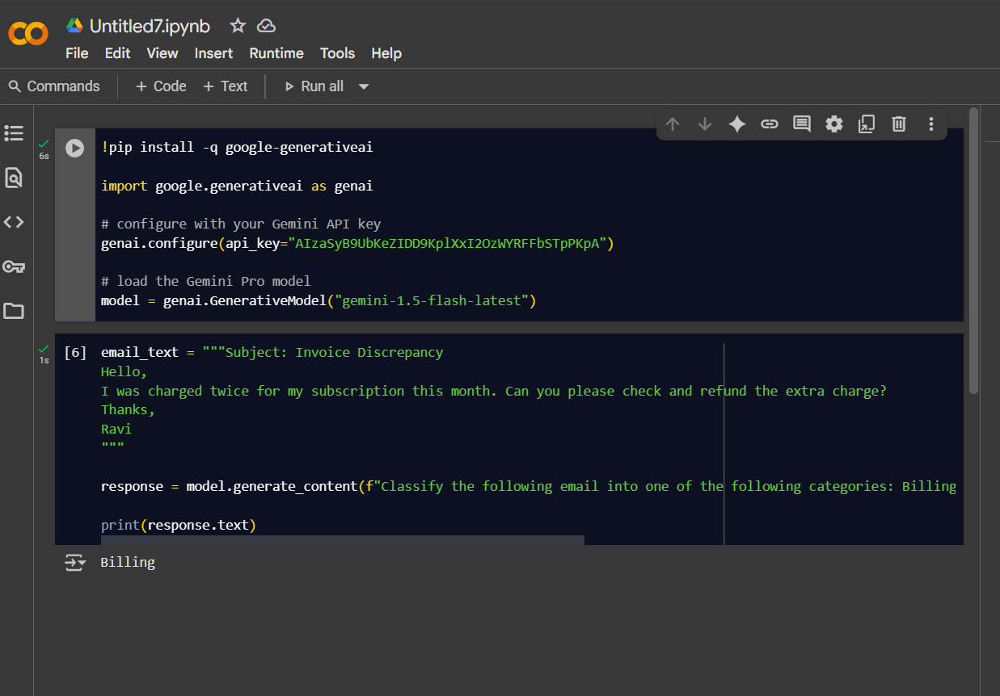 Untitled7.ipynb
File Edit View Insert Runtime Tools Help
Commands + Code + Text Run all
6s
!pip install -q google-generativeai
import google.generativeai as genai
# configure with your Gemini API key
genai.configure(api_key="AIzaSyB9UbKeZIDD9KplXxI2OzWYRFFbSTpPKpA")
# load the Gemini Pro model
model = genai.GenerativeModel("gemini-1.5-flash-latest")
1s
[6] email_text = """Subject: Invoice Discrepancy
Hello,
I was charged twice for my subscription this month. Can you please check and refund the extra charge?
Thanks,
Ravi
"""
response = model.generate_content(f"Classify the following email into one of the following categories: Billing
print(response.text)
Billing